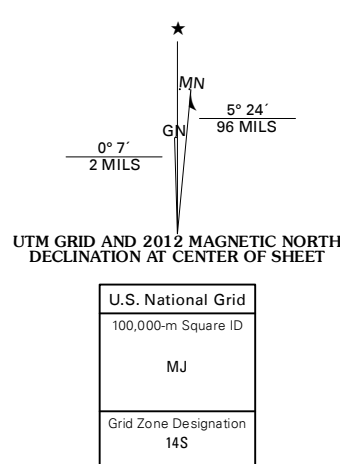 ★
MN
5° 24´
96 MILS
GN
0° 7´
2 MILS
UTM GRID AND 2012 MAGNETIC NORTH
DECLINATION AT CENTER OF SHEET
U.S. National Grid
100,000-m Square ID
MJ
Grid Zone Designation
14S